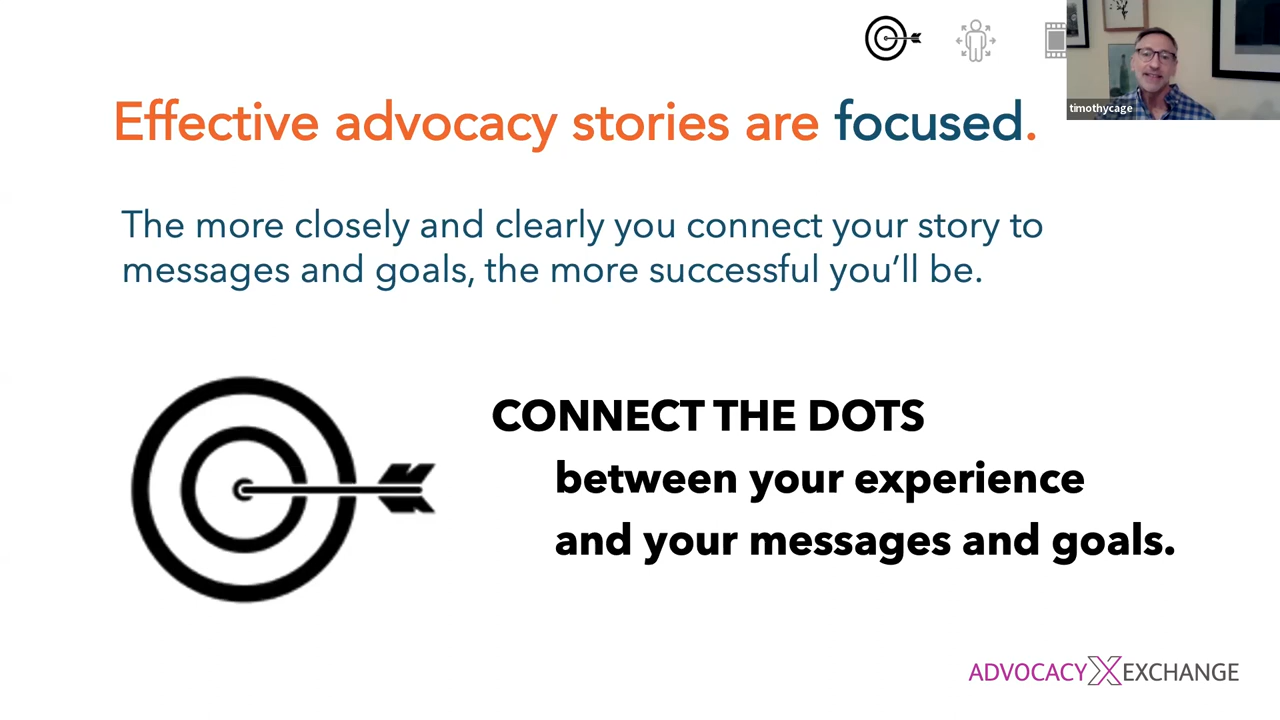 timothycage
Effective advocacy stories are focused.
The more closely and clearly you connect your story to
messages and goals, the more successful you’ll be.
CONNECT THE DOTS
between your experience
and your messages and goals.
ADVOCACY X EXCHANGE